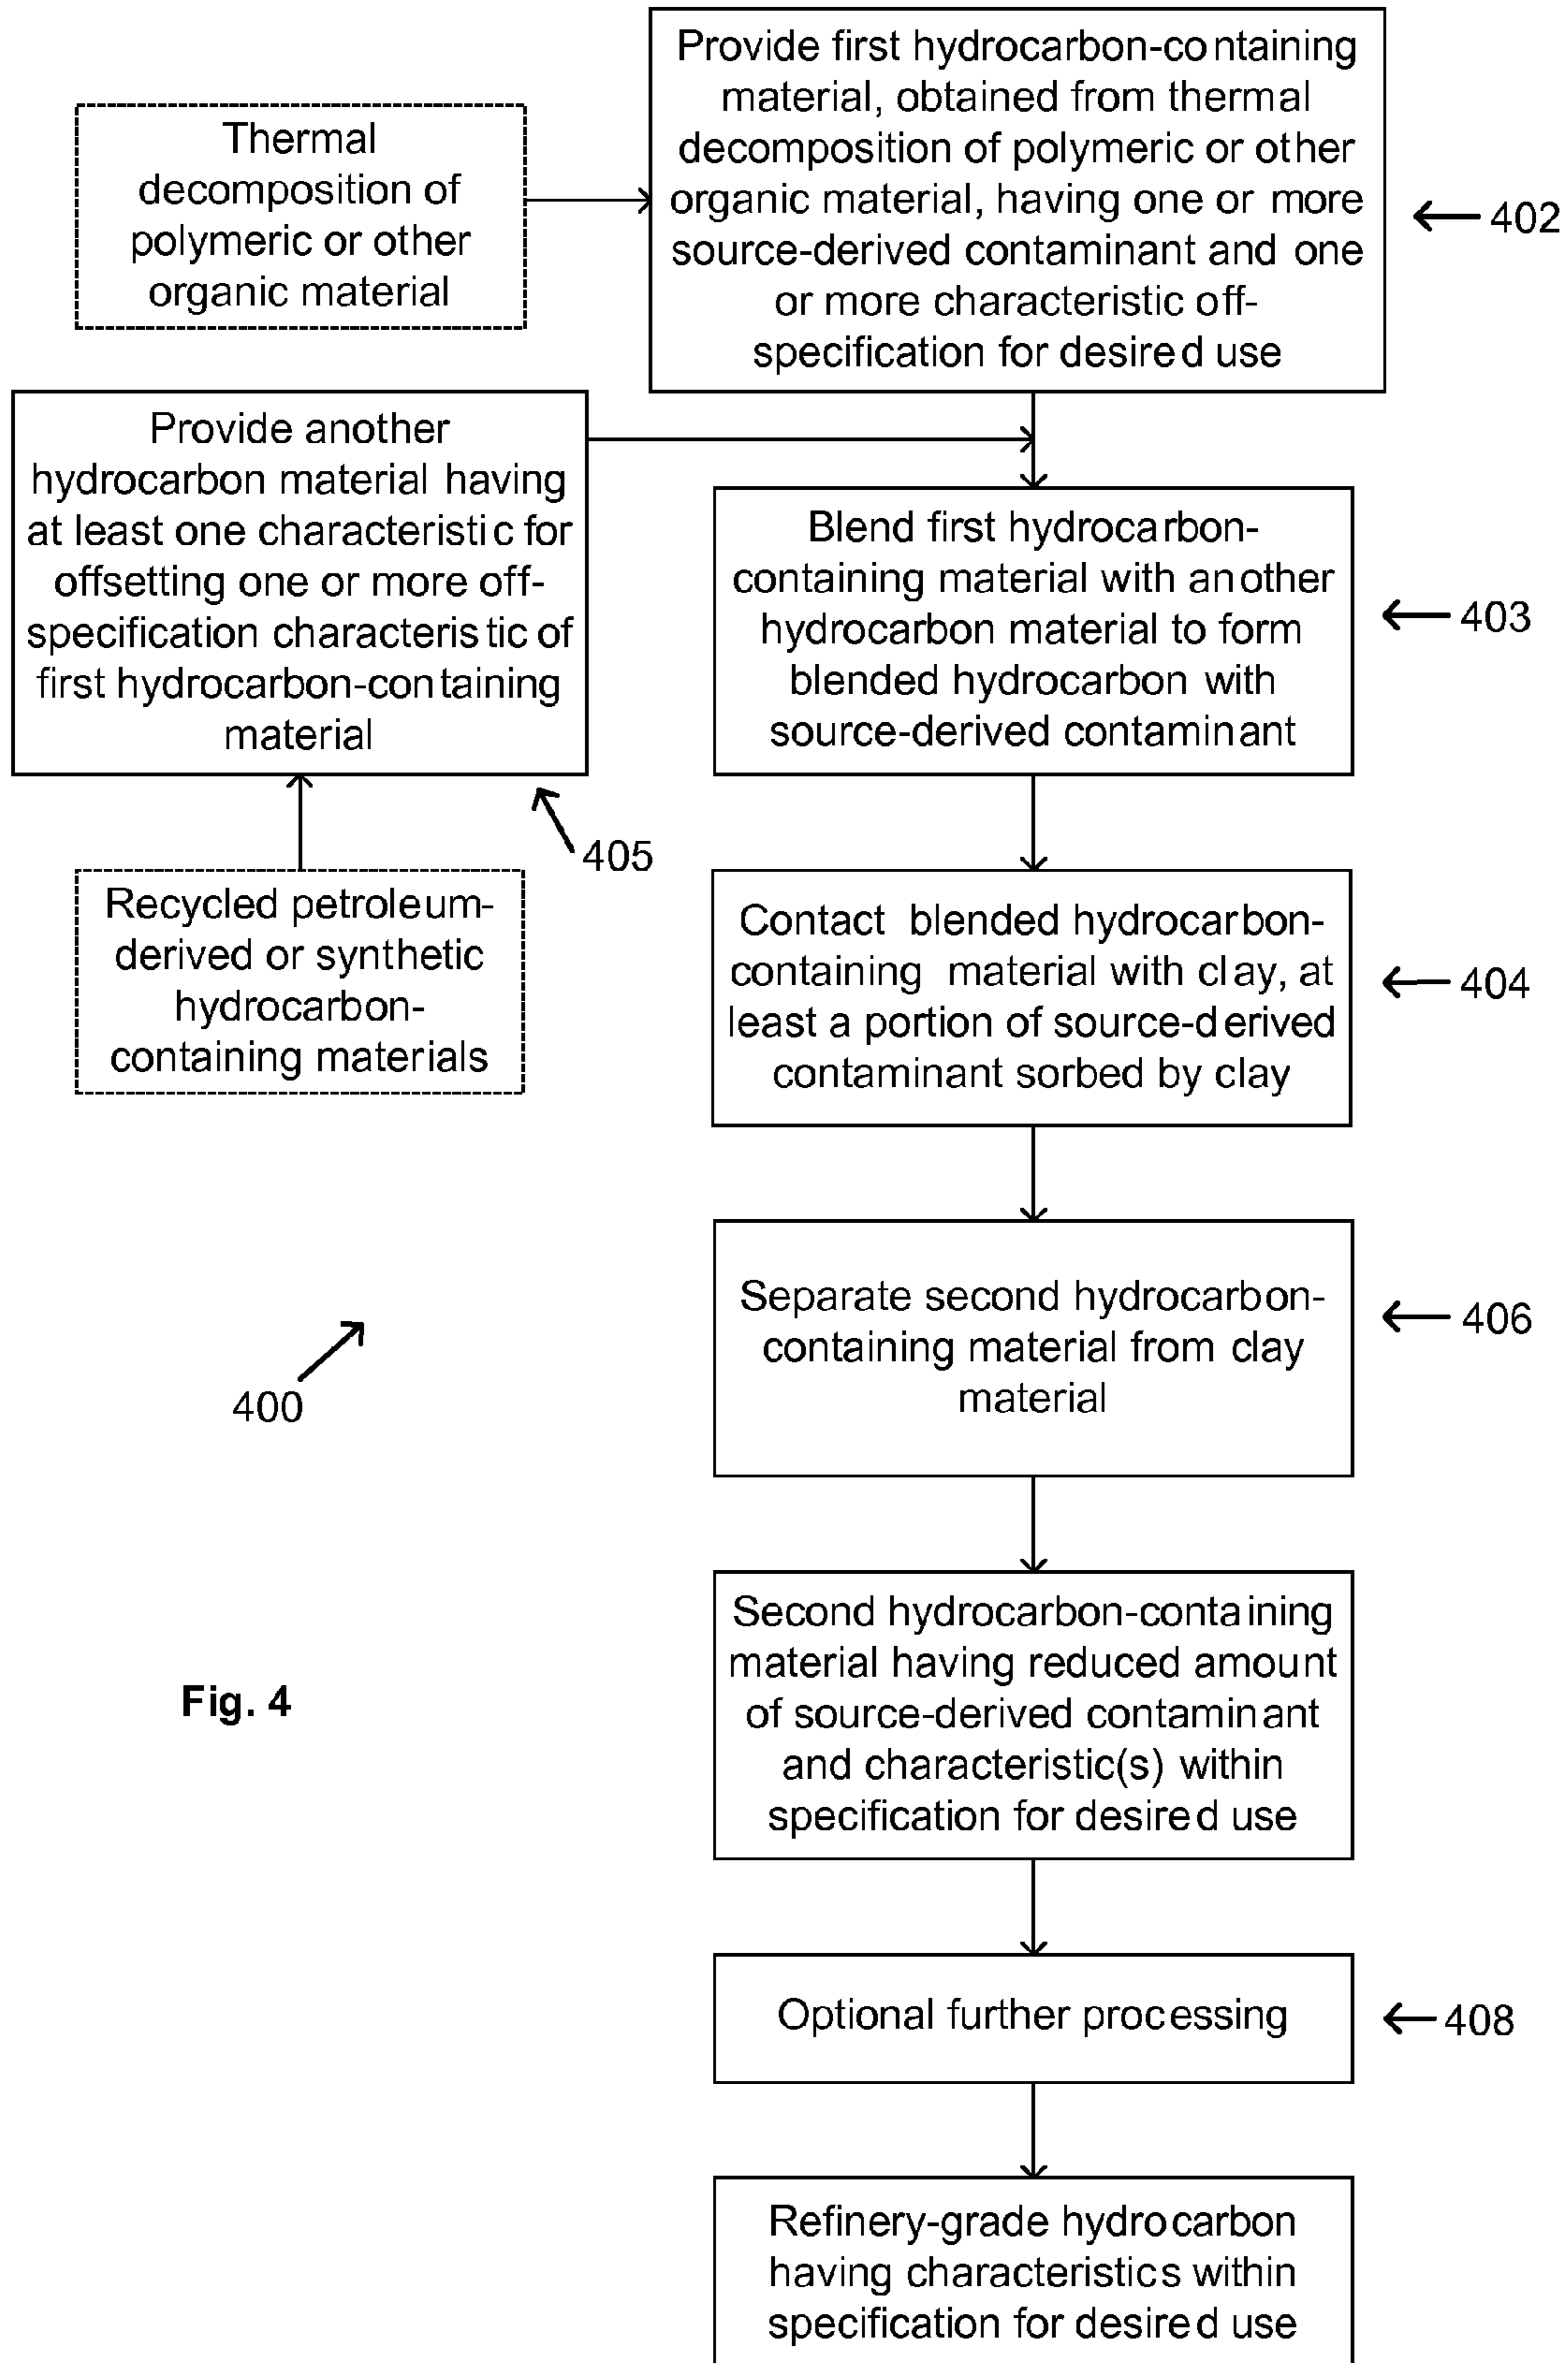 Provide first hydrocarbon-containing
material, obtained from thermal
decomposition of polymeric or other
organic material, having one or more
source-derived contaminant and one
or more characteristic off-
specification for desired use
402
Thermal
decomposition of
polymeric or other
organic material
Provide another
hydrocarbon material having
at least one characteristic for
offsetting one or more off-
specification characteristic of
first hydrocarbon-containing
material
405
Recycled petroleum-
derived or synthetic
hydrocarbon-
containing materials
Blend first hydrocarbon-
containing material with another
hydrocarbon material to form
blended hydrocarbon with
source-derived contaminant
403
Contact blended hydrocarbon-
containing material with clay, at
least a portion of source-derived
contaminant sorbed by clay
404
Separate second hydrocarbon-
containing material from clay
material
406
400
Second hydrocarbon-containing
material having reduced amount
of source-derived contaminant
and characteristic(s) within
specification for desired use
Fig. 4
Optional further processing
408
Refinery-grade hydrocarbon
having characteristics within
specification for desired use